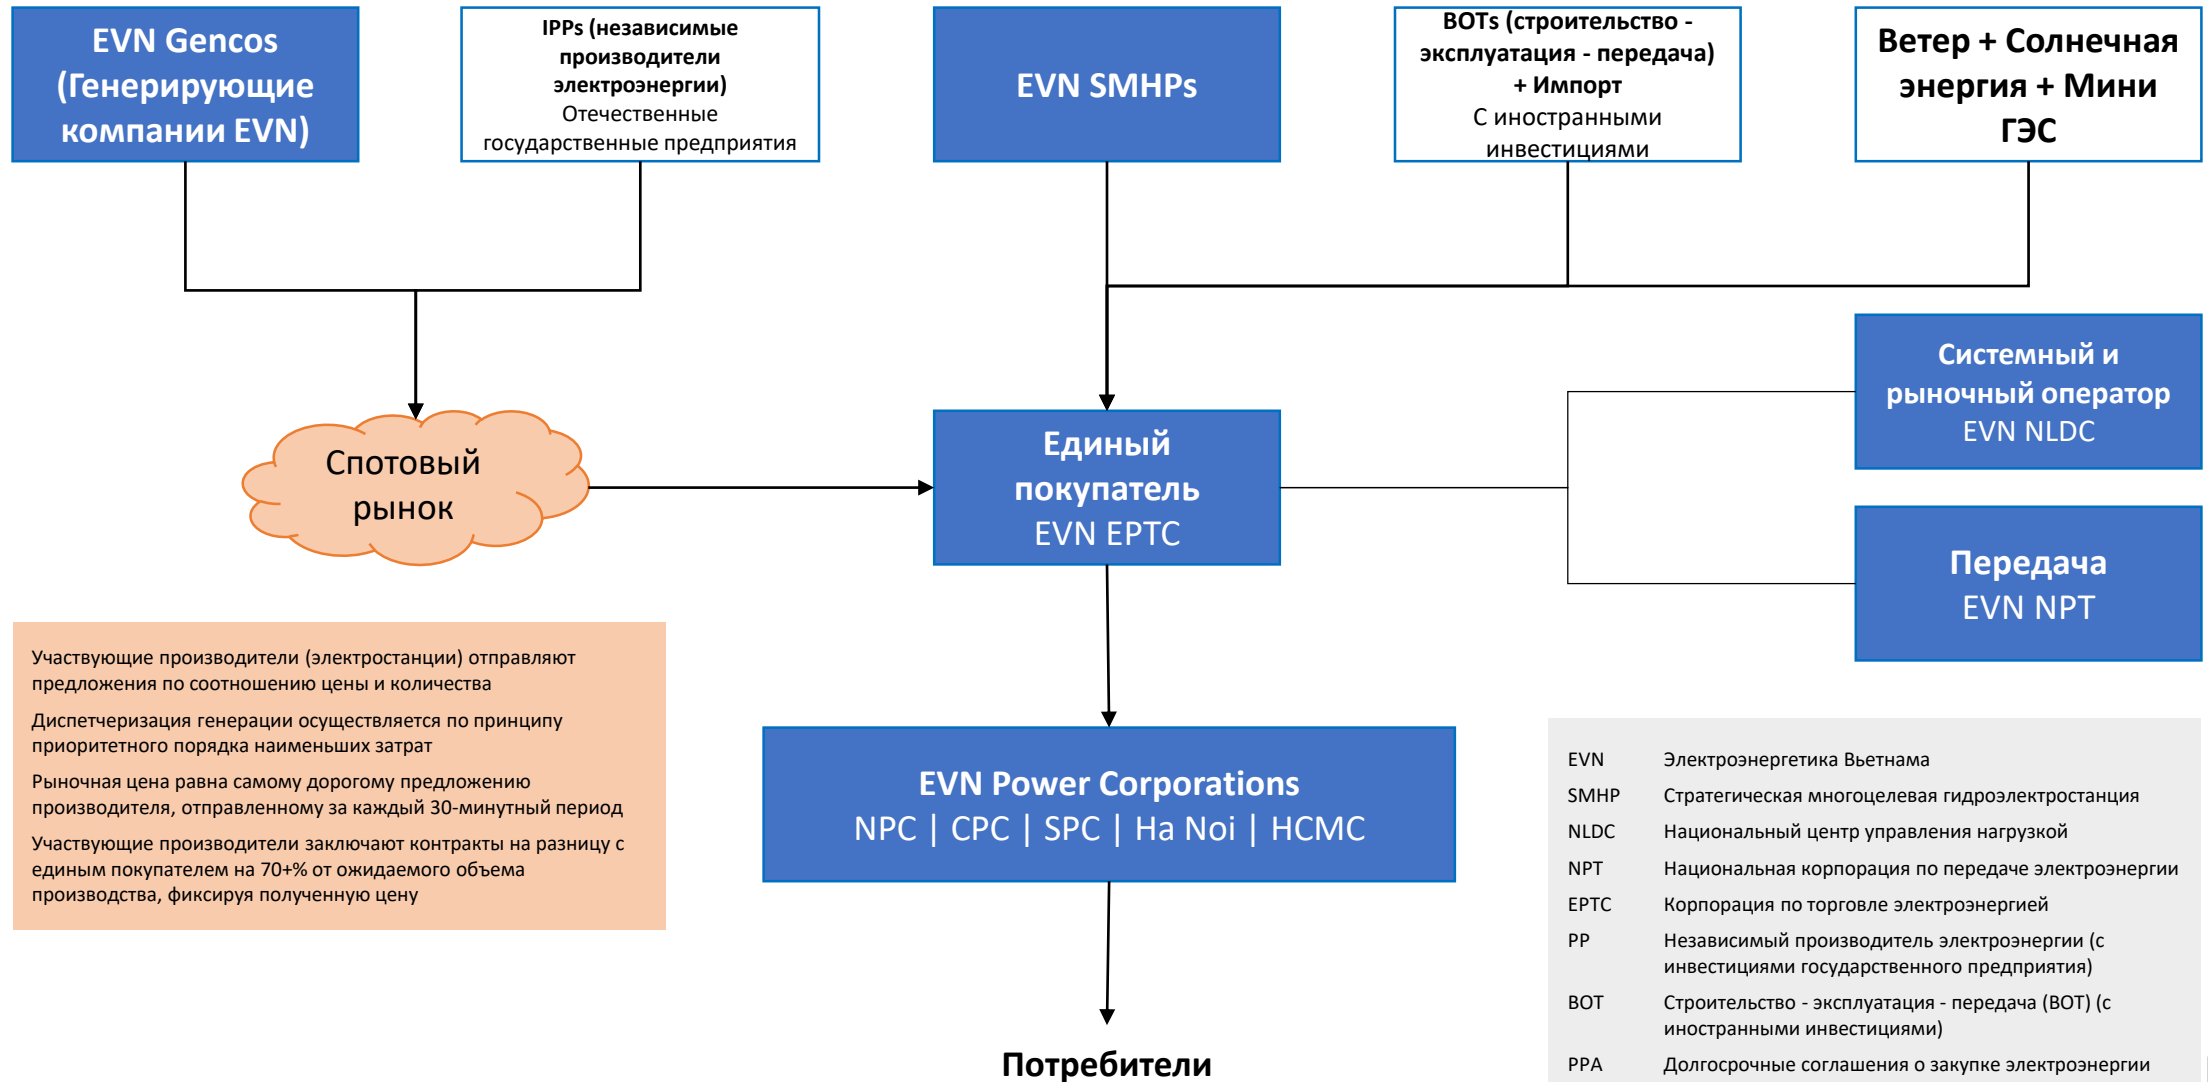 EVN Gencos
(Генерирующие
компании EVN)
IPPs (независимые
производители
электроэнергии)
Отечественные
государственные предприятия
EVN SMHPs
BOTs (строительство -
эксплуатация - передача)
+ Импорт
С иностранными
инвестициями
Ветер + Солнечная
энергия + Мини
ГЭС
Спотовый
рынок
Единый
покупатель
EVN EPTC
Системный и
рыночный оператор
EVN NLDC
Передача
EVN NPT
Участвующие производители (электростанции) отправляют
предложения по соотношению цены и количества
Диспетчеризация генерации осуществляется по принципу
приоритетного порядка наименьших затрат
Рыночная цена равна самому дорогому предложению
производителя, отправленному за каждый 30-минутный период
Участвующие производители заключают контракты на разницу с
единым покупателем на 70+% от ожидаемого объема
производства, фиксируя полученную цену
EVN Power Corporations
NPC | CPC | SPC | Ha Noi | HCMC
Потребители
EVN Электроэнергетика Вьетнама
SMHP Стратегическая многоцелевая гидроэлектростанция
NLDC Национальный центр управления нагрузкой
NPT Национальная корпорация по передаче электроэнергии
EPTC Корпорация по торговле электроэнергией
PP Независимый производитель электроэнергии (с
инвестициями государственного предприятия)
BOT Строительство - эксплуатация - передача (BOT) (с
иностранными инвестициями)
PPA Долгосрочные соглашения о закупке электроэнергии